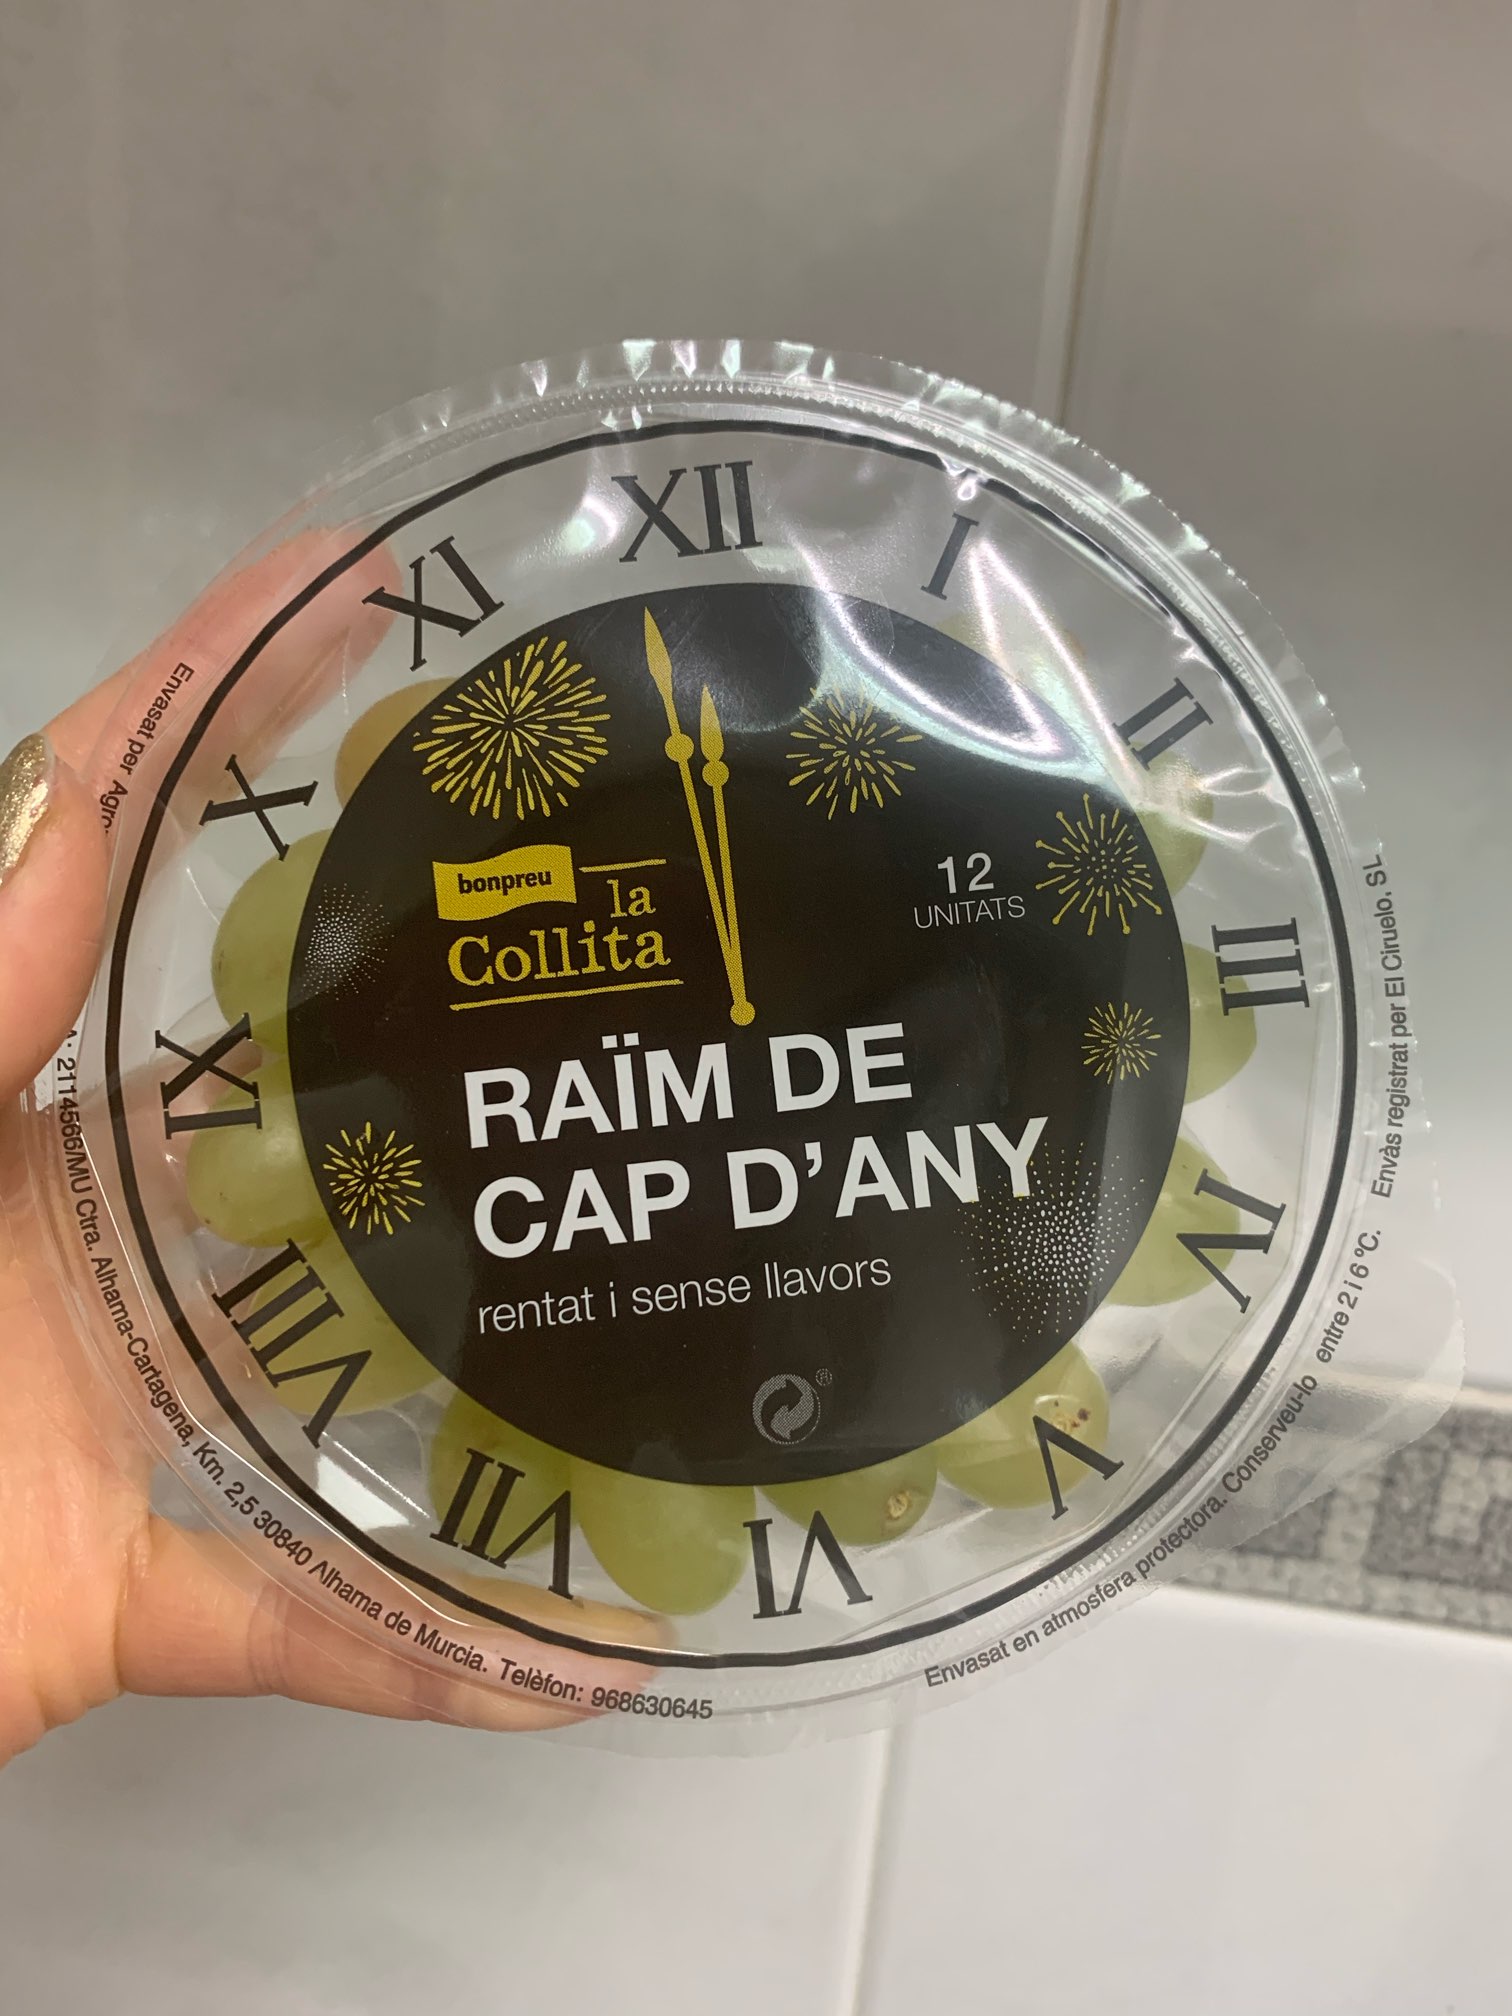 XII
I
II
III
IV
V
VI
VII
VIII
IX
X
XI
bonpreu
la
Collita
12
UNITATS
RAÏM DE
CAP D'ANY
rentat i sense llavors
®
Envasat per Agro
: 2114566/MU Ctra. Alhama-Cartagena, Km. 2,5 30840 Alhama de Murcia. Telèfon: 968630645
Envasat en atmosfera protectora. Conserveu-lo entre 2 i 6 ºC. Envàs registrat per El Ciruelo, SL